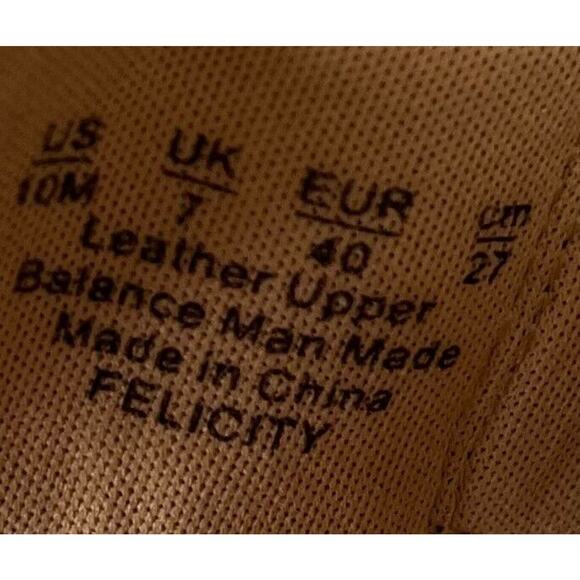 US UK EUR cm
10M 7 40 27
Leather Upper
Balance Man Made
Made in China
FELICITY